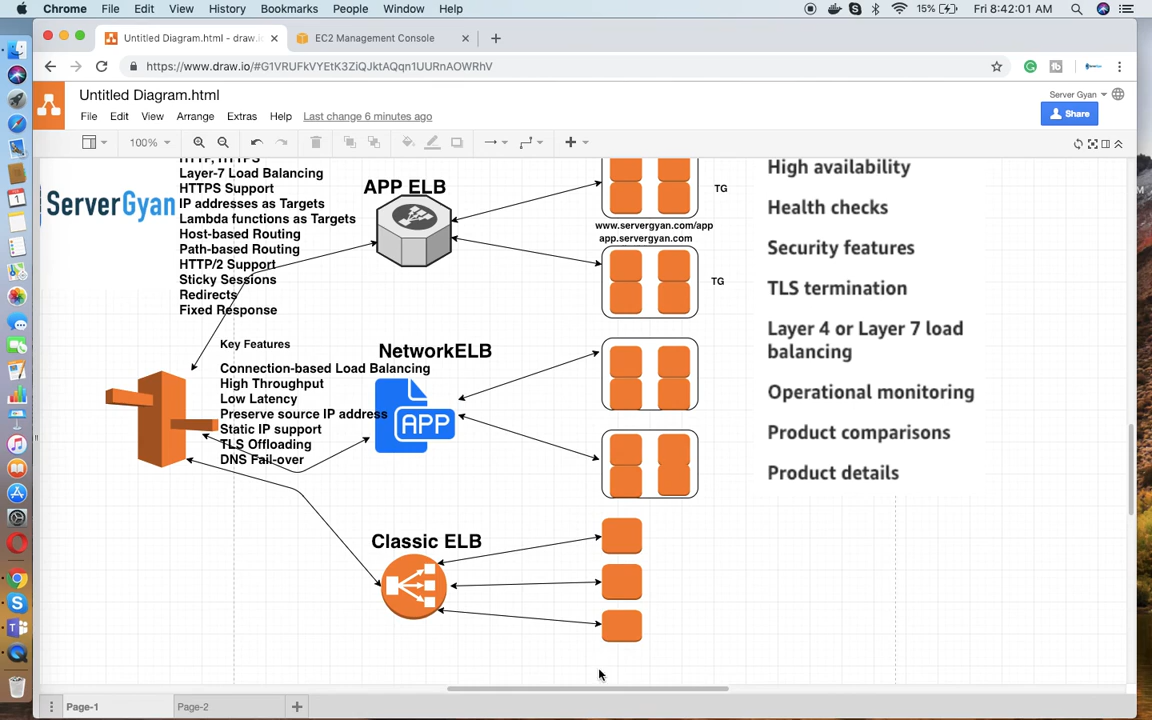 Chrome File Edit View History Bookmarks People Window Help 15% Fri 8:42:01 AM
Untitled Diagram.html - draw.i
EC2 Management Console
https://www.draw.io/#G1VRUFkVYEtK3ZiQJktAQqn1UURnAOWRhV
Untitled Diagram.html
Server Gyan
File Edit View Arrange Extras Help Last change 6 minutes ago
Share
100%
HTTP, HTTPS
Layer-7 Load Balancing
HTTPS Support
IP addresses as Targets
Lambda functions as Targets
Host-based Routing
Path-based Routing
HTTP/2 Support
Sticky Sessions
Redirects
Fixed Response
ServerGyan
APP ELB
TG
www.servergyan.com/app
app.servergyan.com
TG
Key Features
Connection-based Load Balancing
High Throughput
Low Latency
Preserve source IP address
Static IP support
TLS Offloading
DNS Fail-over
NetworkELB
APP
Classic ELB
High availability
Health checks
Security features
TLS termination
Layer 4 or Layer 7 load
balancing
Operational monitoring
Product comparisons
Product details
Page-1
Page-2